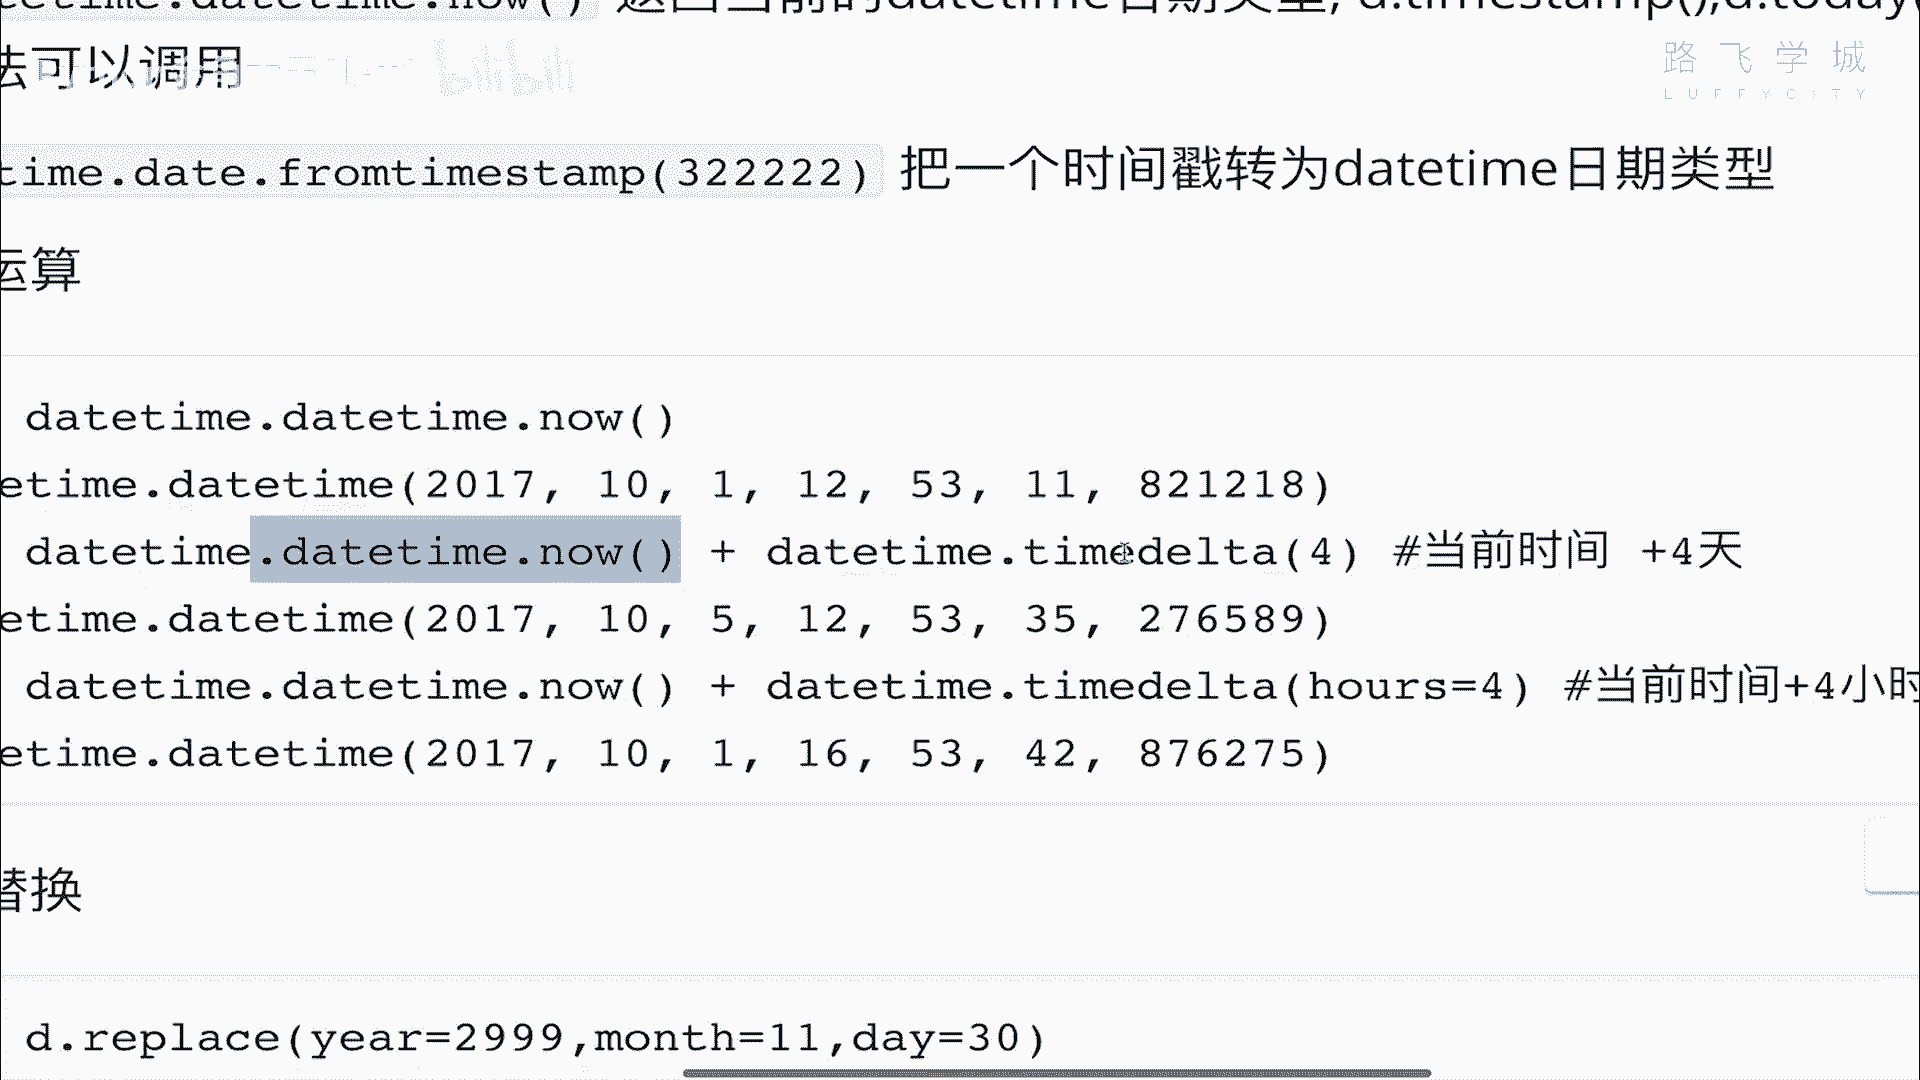 datetime.now() 返回当前的datetime日期类型, d.timestamp(),d.today
法可以调用
路飞学城
LUFFYCITY
time.date.fromtimestamp(322222) 把一个时间戳转为datetime日期类型
运算
datetime.datetime.now()
etime.datetime(2017, 10, 1, 12, 53, 11, 821218)
datetime.datetime.now() + datetime.timedelta(4) #当前时间 +4天
etime.datetime(2017, 10, 5, 12, 53, 35, 276589)
datetime.datetime.now() + datetime.timedelta(hours=4) #当前时间+4小时
etime.datetime(2017, 10, 1, 16, 53, 42, 876275)
替换
d.replace(year=2999,month=11,day=30)